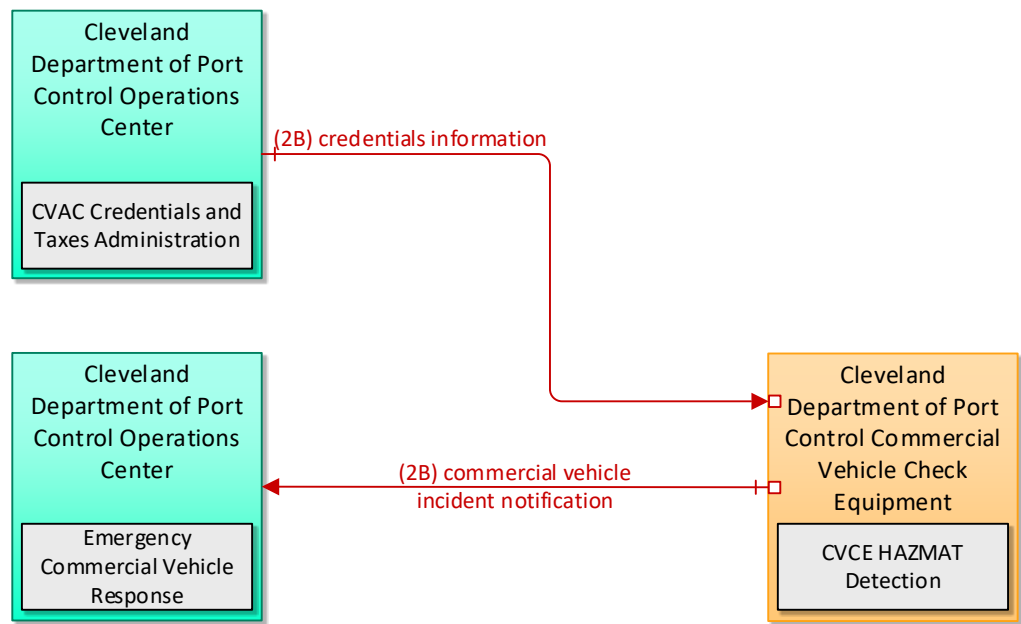 Cleveland
Department of Port
Control Operations
Center
CVAC Credentials and
Taxes Administration
(2B) credentials information
Cleveland
Department of Port
Control Operations
Center
Emergency
Commercial Vehicle
Response
(2B) commercial vehicle
incident notification
Cleveland
Department of Port
Control Commercial
Vehicle Check
Equipment
CVCE HAZMAT
Detection